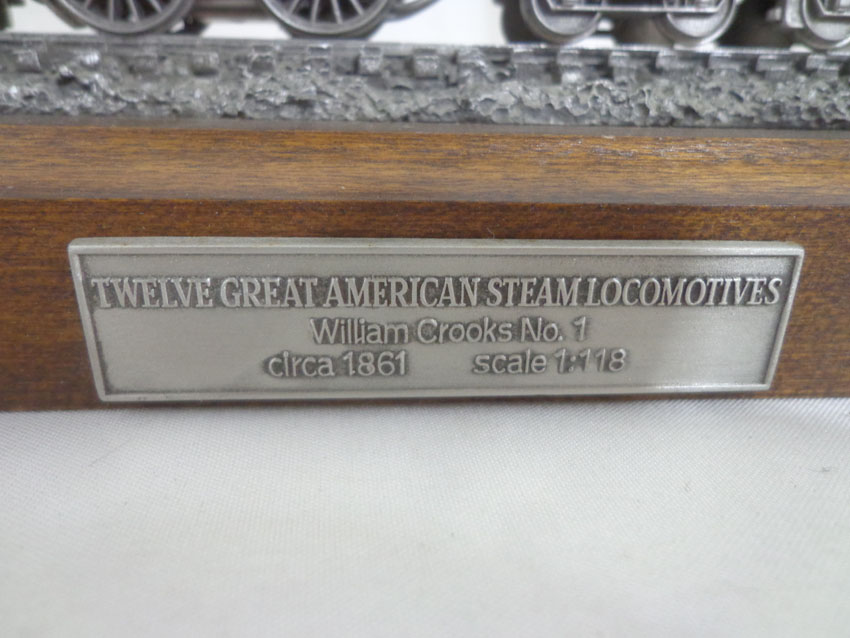 TWELVE GREAT AMERICAN STEAM LOCOMOTIVES
William Crooks No. 1
circa 1861 scale 1:118